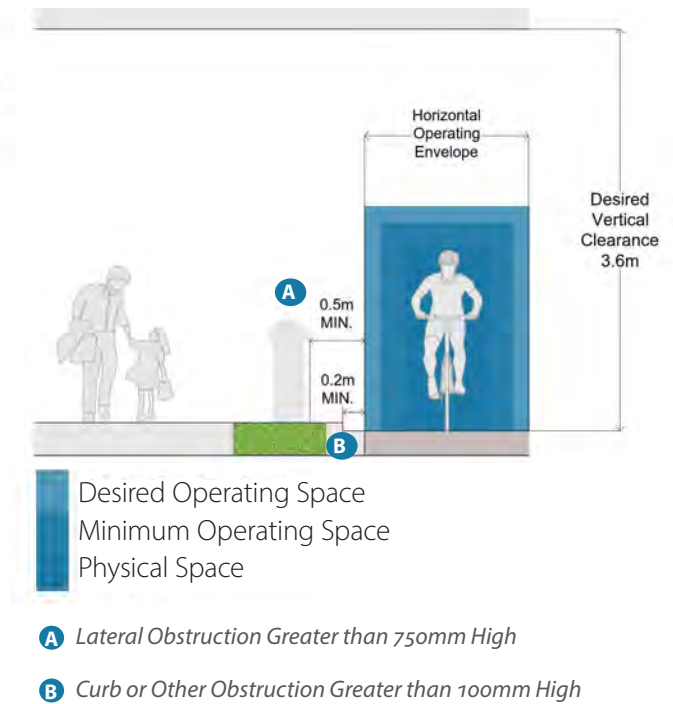 Horizontal
Operating
Envelope
Desired
Vertical
Clearance
3.6m
A
0.5m
MIN.
0.2m
MIN.
B
Desired Operating Space
Minimum Operating Space
Physical Space
A Lateral Obstruction Greater than 750mm High
B Curb or Other Obstruction Greater than 100mm High